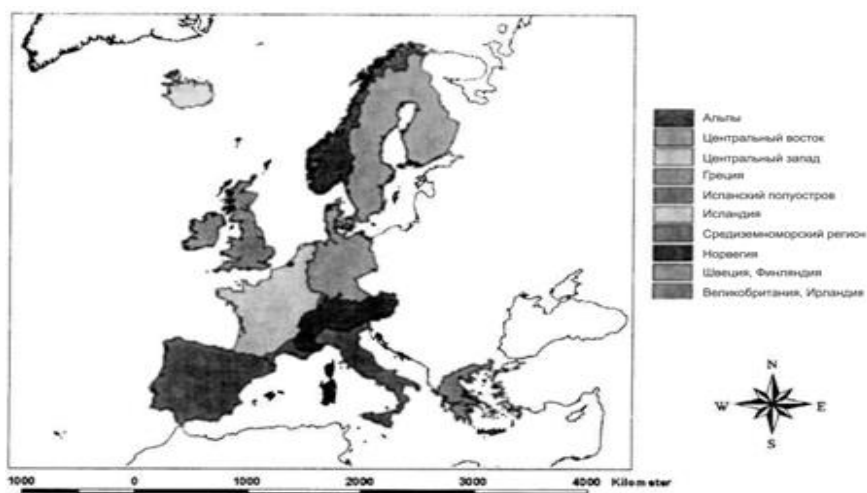 Альпы
Центральный восток
Центральный запад
Греция
Испанский полуостров
Исландия
Средиземноморский регион
Норвегия
Швеция, Финляндия
Великобритания, Ирландия
N
W E
S
1000 0 1000 2000 3000 4000 Kilometer